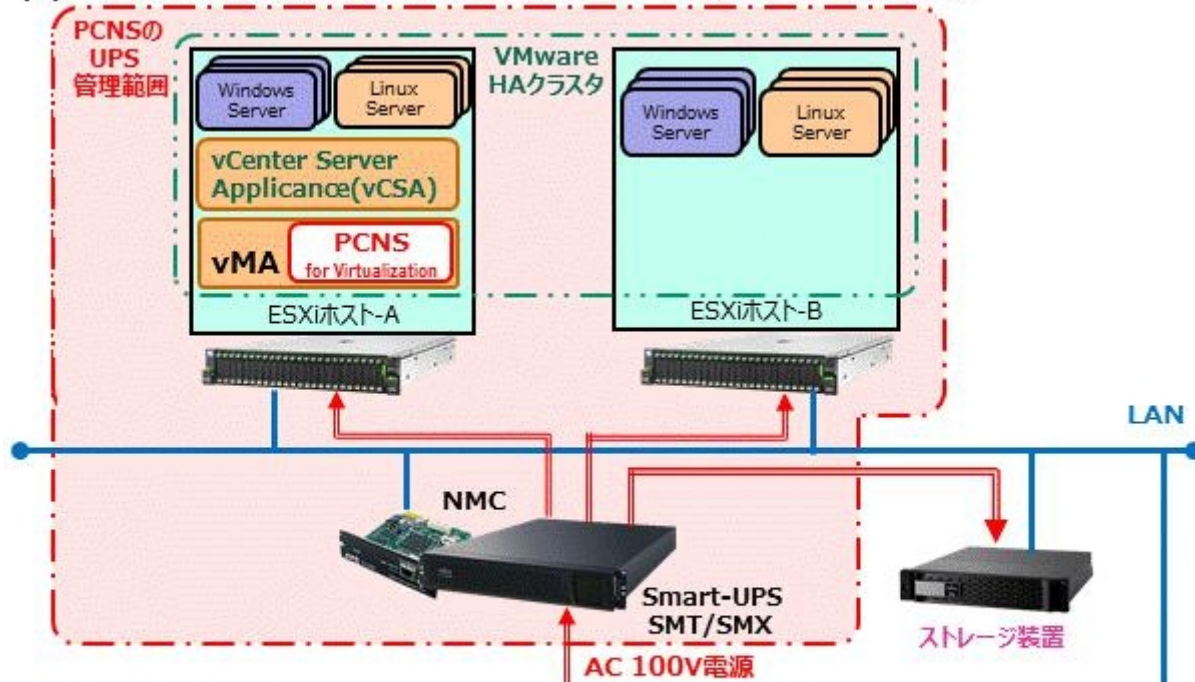 PCNSの
UPS
管理範囲
VMware
HAクラスタ
Windows
Server
Linux
Server
Windows
Server
Linux
Server
vCenter Server
Applicance(vCSA)
vMA
PCNS
for Virtualization
ESXiホスト-A
ESXiホスト-B
LAN
NMC
Smart-UPS
SMT/SMX
ストレージ装置
AC 100V電源